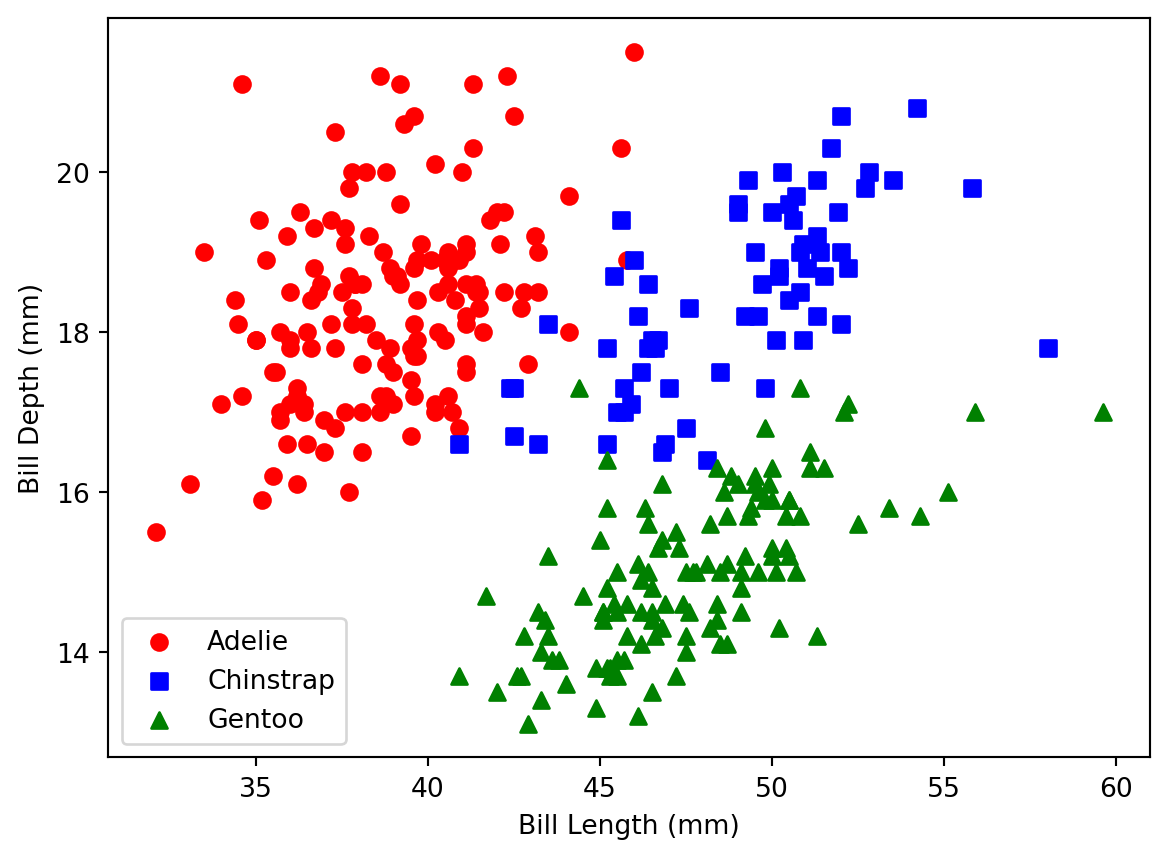 20
18
16
14
Bill Depth (mm)
Adelie
Chinstrap
Gentoo
35 40 45 50 55 60
Bill Length (mm)